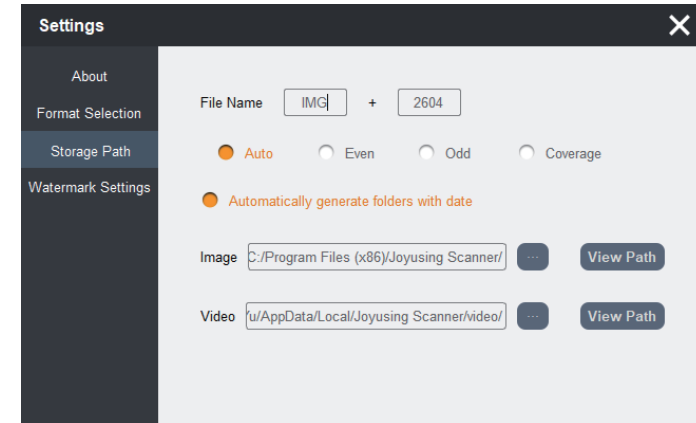 Settings
About
Format Selection
Storage Path
Watermark Settings
File Name IMG + 2604
Auto Even Odd Coverage
Automatically generate folders with date
Image C:/Program Files (x86)/Joyusing Scanner/ ... View Path
Video /u/AppData/Local/Joyusing Scanner/video/ ... View Path